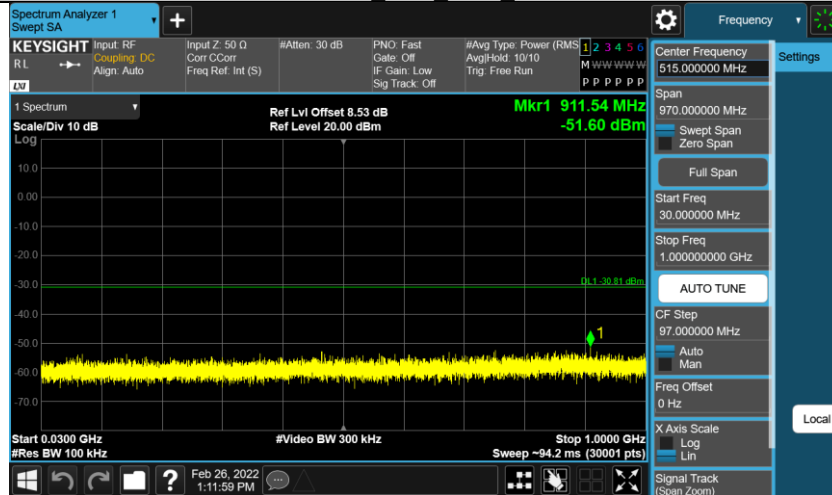 Spectrum Analyzer 1
Swept SA
+
Frequency
KEYSIGHT
RL
LXI
Input: RF
Coupling: DC
Align: Auto
Input Z: 50 Ω
Corr CCorr
Freq Ref: Int (S)
#Atten: 30 dB
PNO: Fast
Gate: Off
IF Gain: Low
Sig Track: Off
#Avg Type: Power (RMS
Avg|Hold: 10/10
Trig: Free Run
1 2 3 4 5 6
M W W W W W
P P P P P P
1 Spectrum
Scale/Div 10 dB
Log
Ref Lvl Offset 8.53 dB
Ref Level 20.00 dBm
Mkr1 911.54 MHz
-51.60 dBm
10.0
0.00
-10.0
-20.0
-30.0
-40.0
-50.0
-60.0
-70.0
DL1 -30.81 dBm
1
Start 0.0300 GHz
#Res BW 100 kHz
#Video BW 300 kHz
Stop 1.0000 GHz
Sweep ~94.2 ms (30001 pts)
?
Feb 26, 2022
1:11:59 PM
Center Frequency
515.000000 MHz
Span
970.000000 MHz
Swept Span
Zero Span
Full Span
Start Freq
30.000000 MHz
Stop Freq
1.000000000 GHz
AUTO TUNE
CF Step
97.000000 MHz
Auto
Man
Freq Offset
0 Hz
X Axis Scale
Log
Lin
Signal Track
(Span Zoom)
Settings
Local